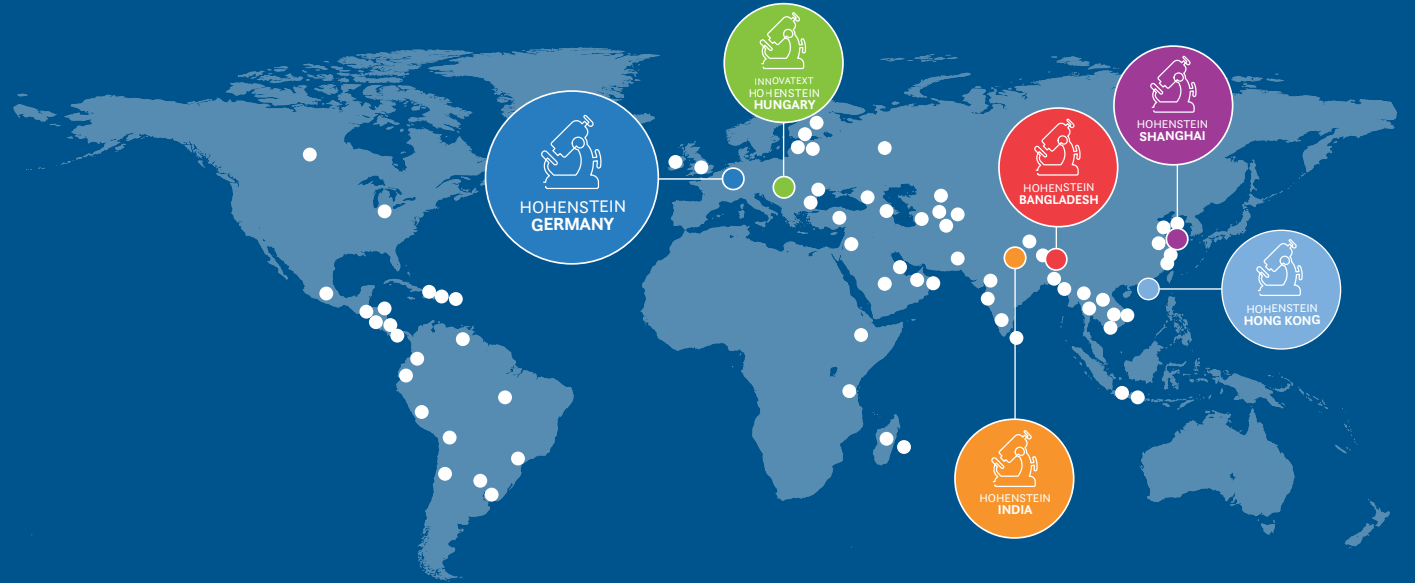 INNOVATEXT
HOHENSTEIN
HUNGARY
HOHENSTEIN
SHANGHAI
HOHENSTEIN
GERMANY
HOHENSTEIN
BANGLADESH
HOHENSTEIN
HONG KONG
HOHENSTEIN
INDIA